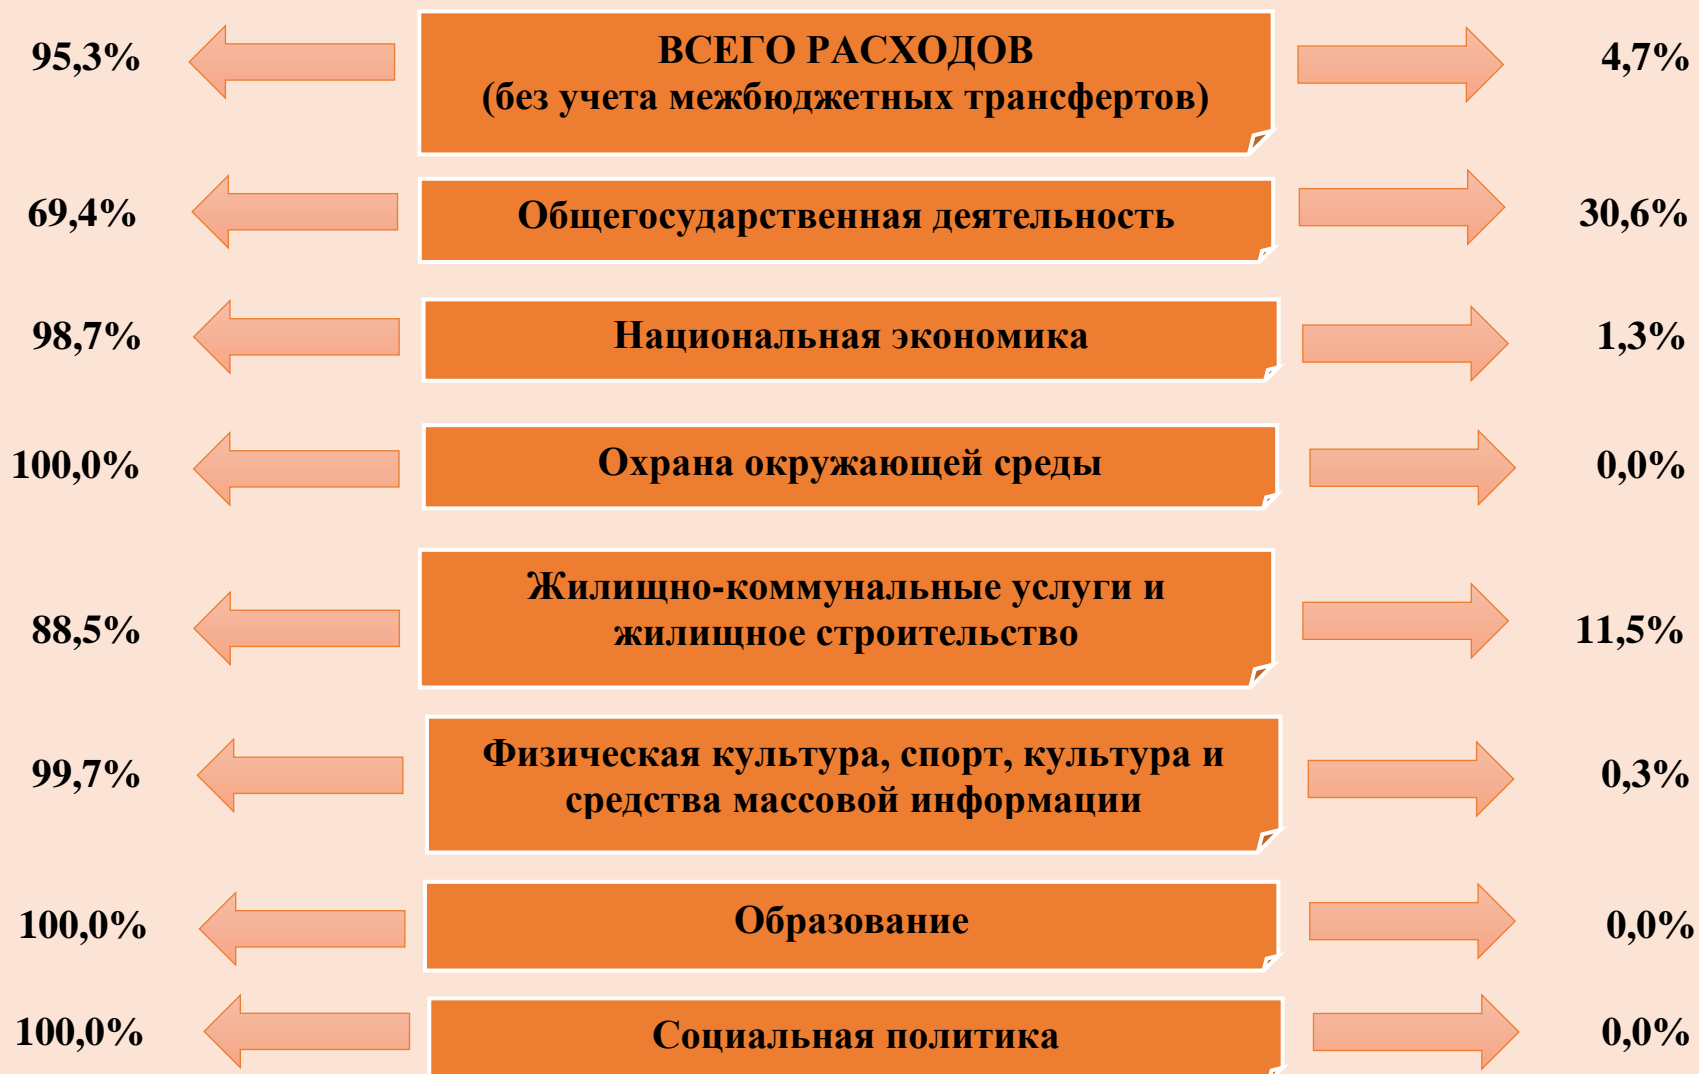 95,3%
ВСЕГО РАСХОДОВ
(без учета межбюджетных трансфертов)
4,7%
69,4%
Общегосударственная деятельность
30,6%
98,7%
Национальная экономика
1,3%
100,0%
Охрана окружающей среды
0,0%
88,5%
Жилищно-коммунальные услуги и
жилищное строительство
11,5%
99,7%
Физическая культура, спорт, культура и
средства массовой информации
0,3%
100,0%
Образование
0,0%
100,0%
Социальная политика
0,0%